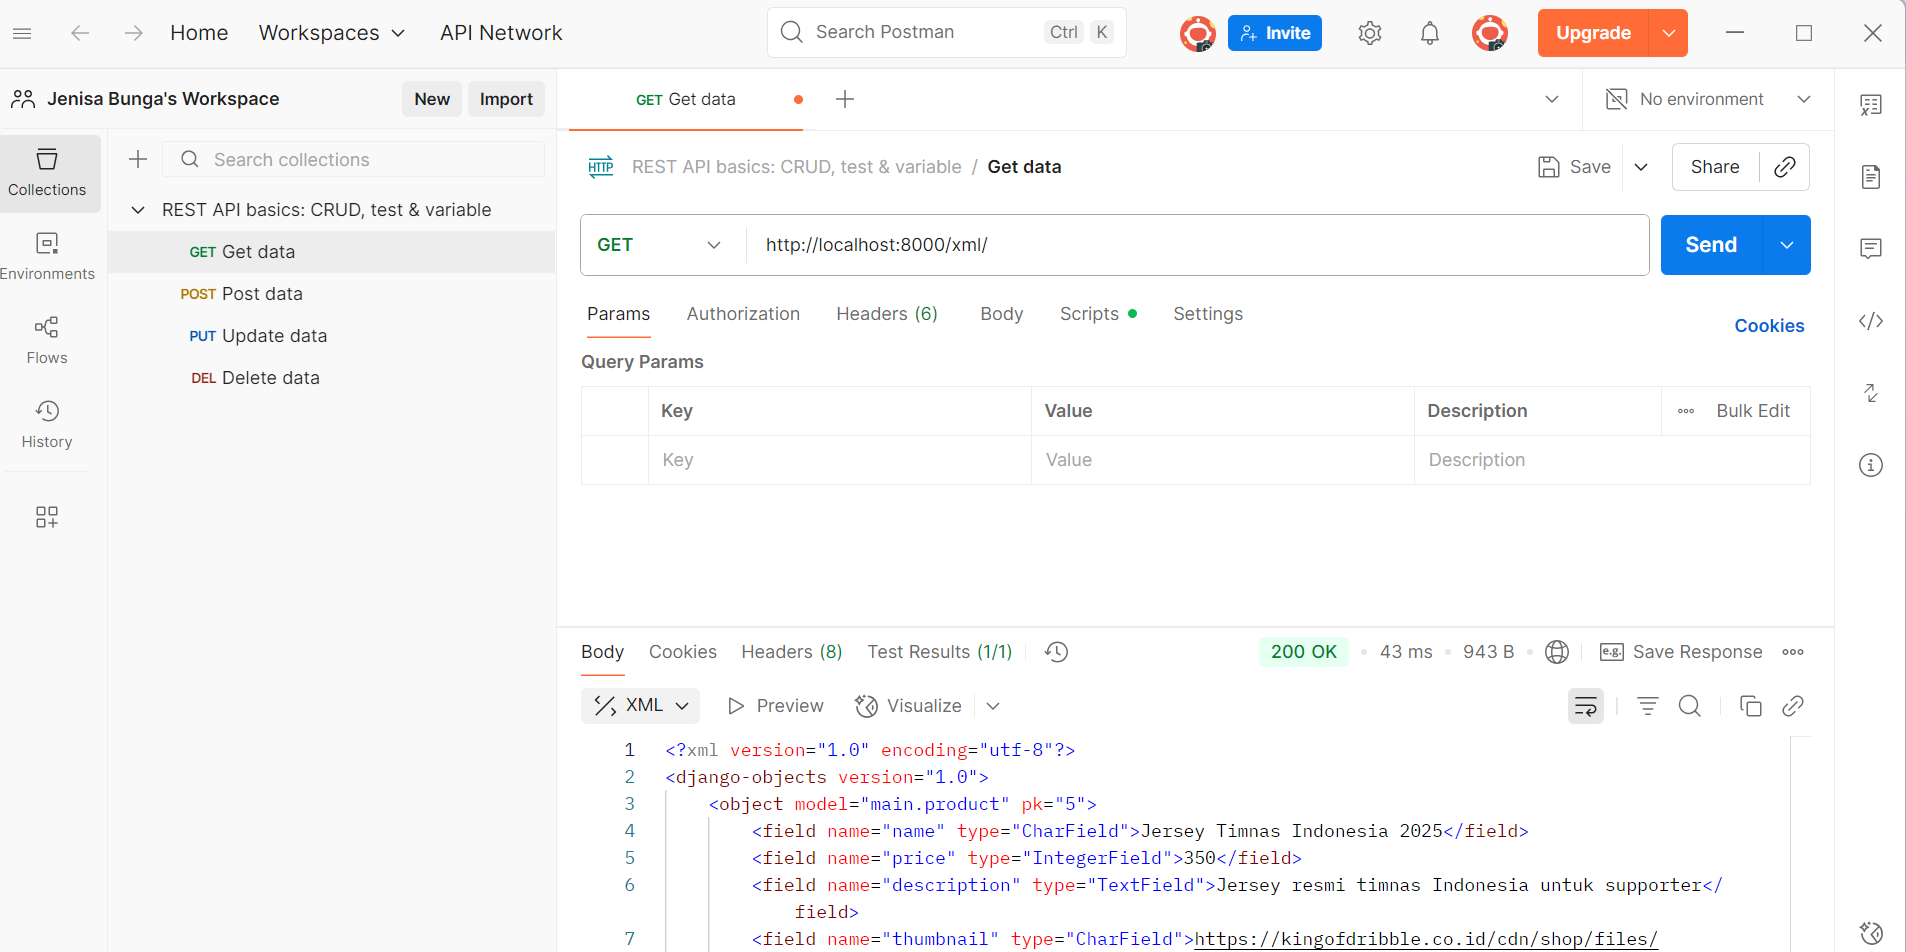 Home Workspaces API Network Search Postman Ctrl K Invite Upgrade
Jenisa Bunga's Workspace New Import GET Get data No environment
Collections Search collections HTTP REST API basics: CRUD, test & variable / Get data Save Share
REST API basics: CRUD, test & variable
GET Get data GET http://localhost:8000/xml/ Send
Environments
POST Post data
PUT Update data Params Authorization Headers (6) Body Scripts Settings Cookies
Flows
DEL Delete data Query Params
History Key Value Description Bulk Edit
Key Value Description
Body Cookies Headers (8) Test Results (1/1) 200 OK 43 ms 943 B e.g. Save Response
XML Preview Visualize
1 <?xml version="1.0" encoding="utf-8"?>
2 <django-objects version="1.0">
3 <object model="main.product" pk="5">
4 <field name="name" type="CharField">Jersey Timnas Indonesia 2025</field>
5 <field name="price" type="IntegerField">350</field>
6 <field name="description" type="TextField">Jersey resmi timnas Indonesia untuk supporter</
field>
7 <field name="thumbnail" type="CharField">https://kingofdribble.co.id/cdn/shop/files/